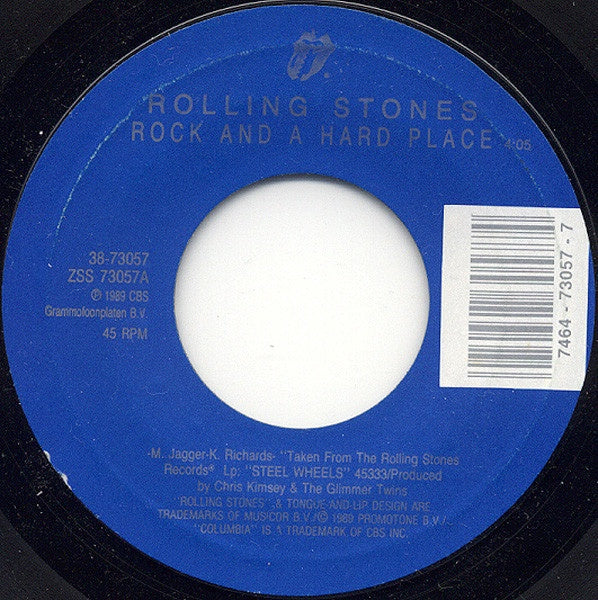 ROLLING STONES
ROCK AND A HARD PLACE 4:05
38-73057
ZSS 73057A
℗ 1989 CBS
Grammofoonplaten B.V.
45 RPM
7464 - 73057 - 7
-M. Jagger-K. Richards- "Taken From The Rolling Stones
Records® Lp: "STEEL WHEELS" 45333/Produced
by Chris Kimsey & The Glimmer Twins
"ROLLING STONES", & TONGUE AND LIP DESIGN ARE
TRADEMARKS OF MUSIDOR B.V./© 1989 PROMOTONE B.V./
"COLUMBIA" IS A TRADEMARK OF CBS INC.